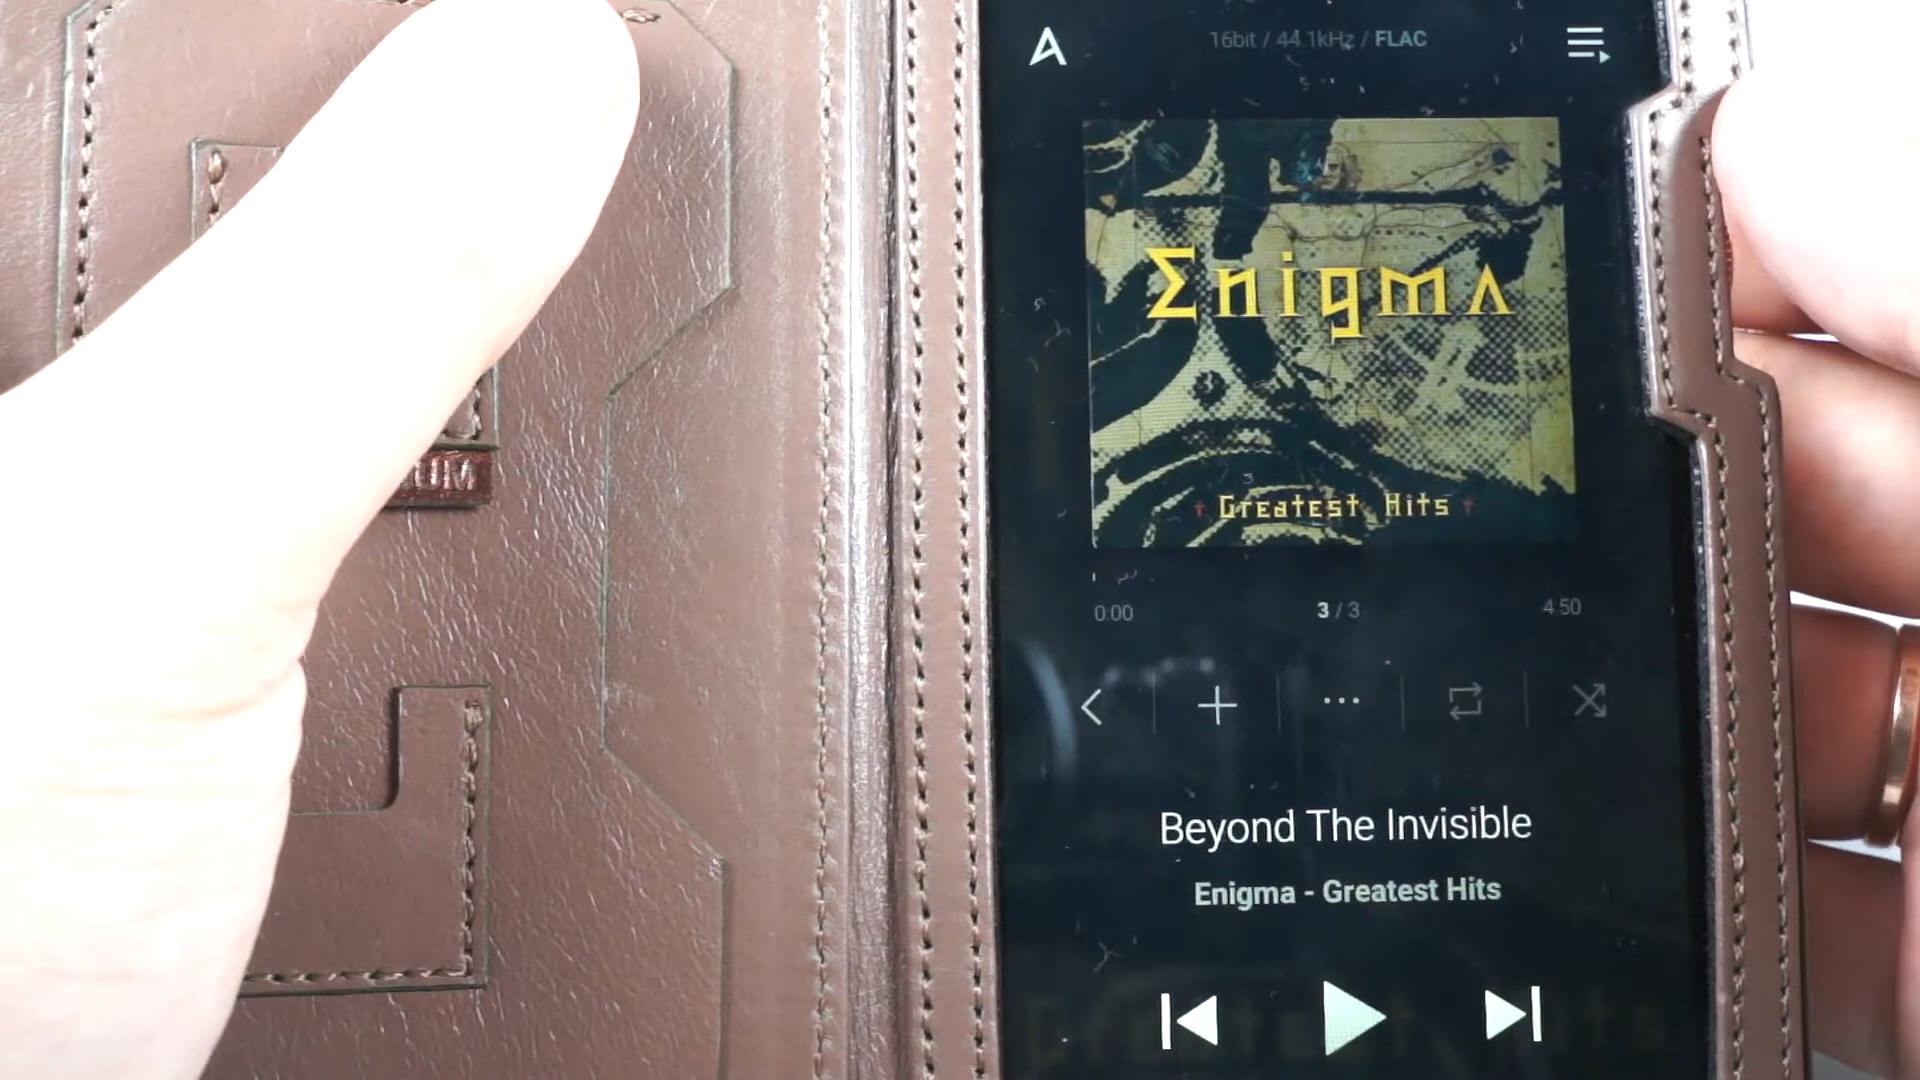 16bit / 44.1kHz / FLAC
Enigma
Greatest Hits
0:00
3 / 3
4:50
Beyond The Invisible
Enigma - Greatest Hits